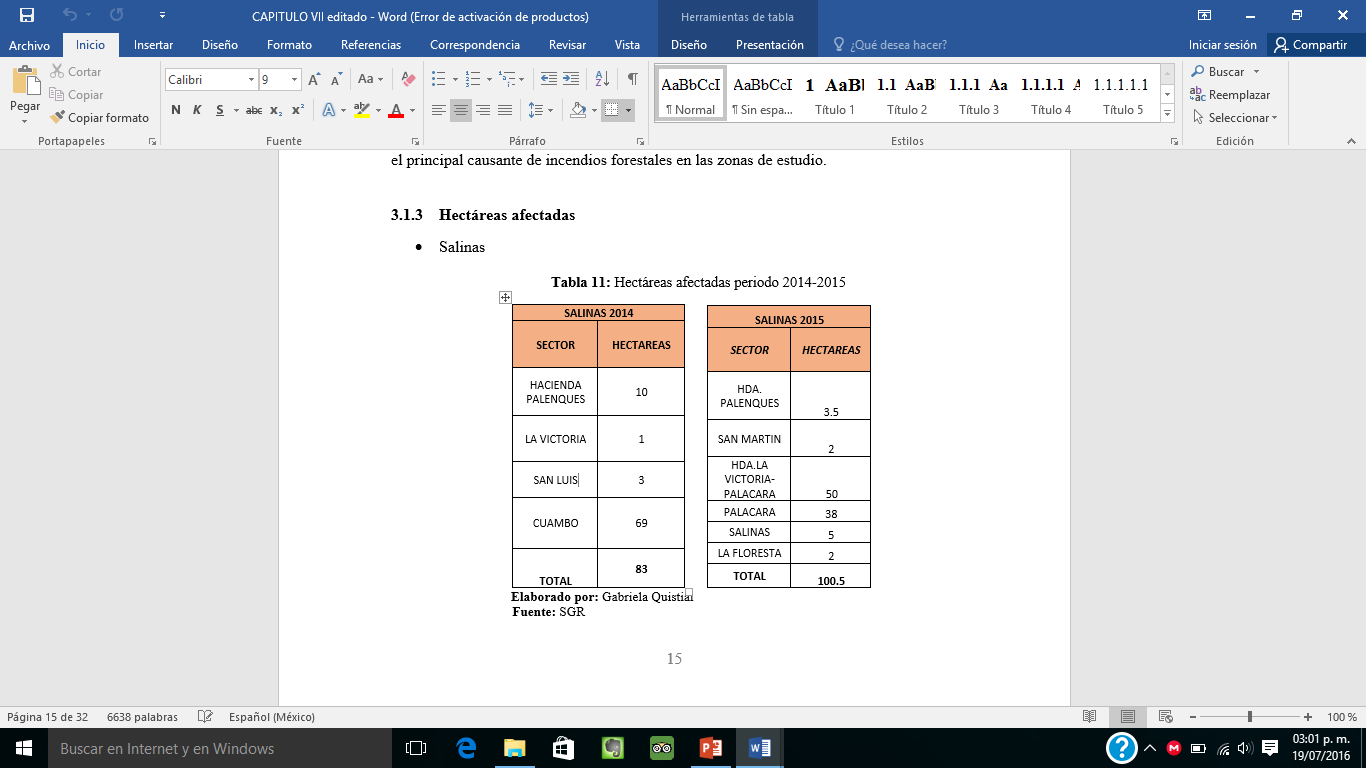 CAPITULO VII editado - Word (Error de activación de productos)
Herramientas de tabla
Archivo Inicio Insertar Diseño Formato Referencias Correspondencia Revisar Vista Diseño Presentación ¿Qué desea hacer? Iniciar sesión Compartir
Pegar
Cortar
Copiar
Copiar formato
Portapapeles
Calibri 9
N K S abc x₂ x²
Fuente
Párrafo
AaBbCcI AaBbCcI 1 AaBl 1.1 AaBl 1.1.1 Aa 1.1.1.1 A 1.1.1.1.1
¶ Normal ¶ Sin espa... Título 1 Título 2 Título 3 Título 4 Título 5
Estilos
Buscar
Reemplazar
Seleccionar
Edición
el principal causante de incendios forestales en las zonas de estudio.
3.1.3 Hectáreas afectadas
• Salinas
Tabla 11: Hectáreas afectadas periodo 2014-2015
SALINAS 2014
SECTOR HECTAREAS
HACIENDA
PALENQUES 10
LA VICTORIA 1
SAN LUIS 3
CUAMBO 69
TOTAL 83
SALINAS 2015
SECTOR HECTAREAS
HDA.
PALENQUES 3.5
SAN MARTIN 2
HDA.LA
VICTORIA-
PALACARA 50
PALACARA 38
SALINAS 5
LA FLORESTA 2
TOTAL 100.5
Elaborado por: Gabriela Quistial
Fuente: SGR
15
Página 15 de 32 6638 palabras Español (México) 100 %
Buscar en Internet y en Windows
03:01 p. m.
19/07/2016